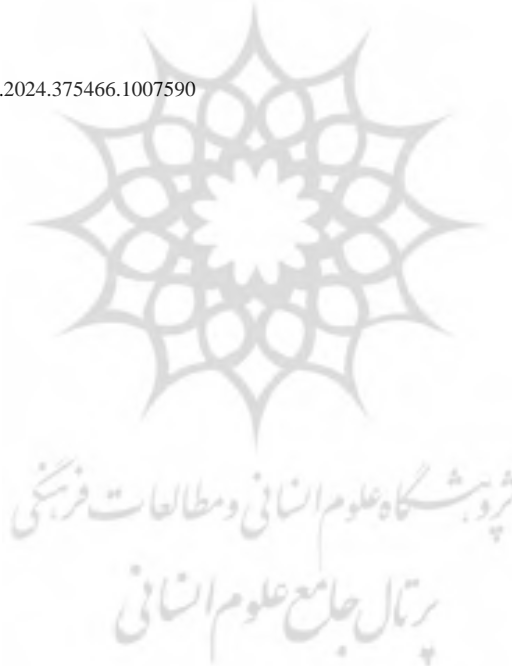 .2024.375466.1007590
پژوهشگاه علوم انسانی و مطالعات فرهنگی
پرتال جامع علوم انسانی